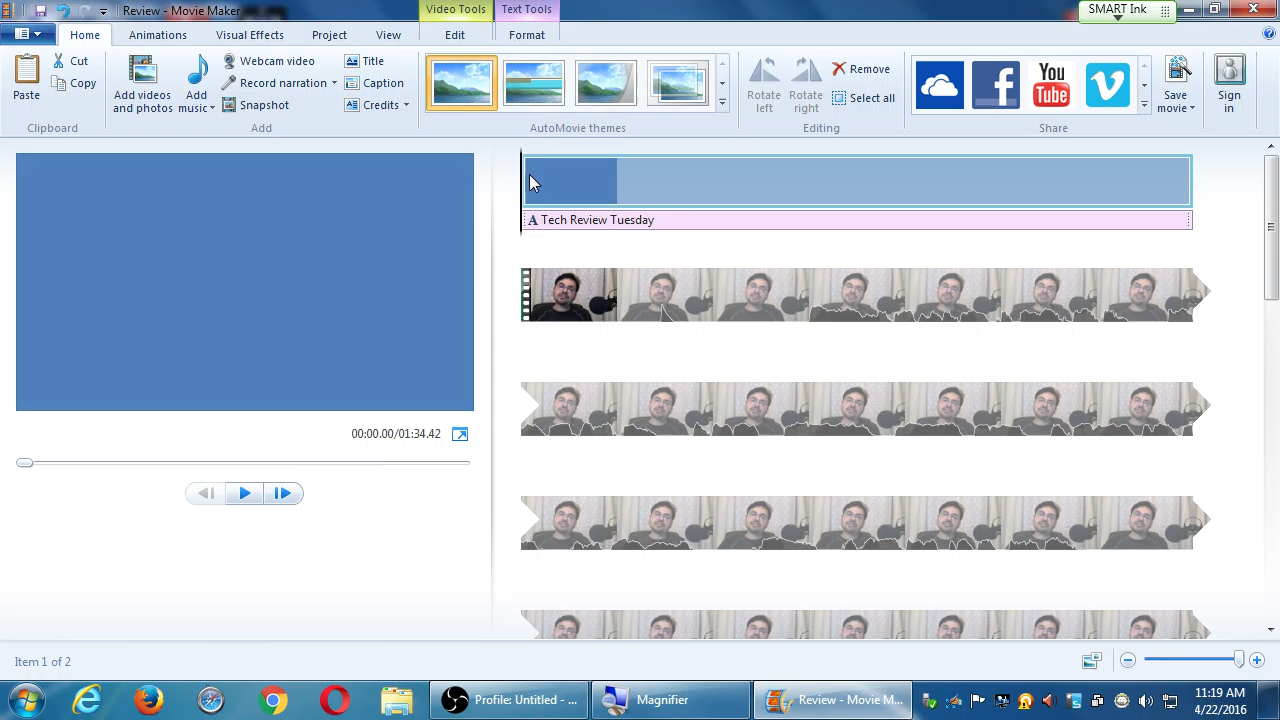 Review - Movie Maker
Video Tools
Text Tools
SMART Ink
Home
Animations
Visual Effects
Project
View
Edit
Format
Paste
Cut
Copy
Clipboard
Add videos
and photos
Add
music
Webcam video
Record narration
Snapshot
Title
Caption
Credits
Add
AutoMovie themes
Rotate
left
Rotate
right
Remove
Select all
Editing
You
Tube
Share
Save
movie
Sign
in
A Tech Review Tuesday
00:00.00/01:34.42
Item 1 of 2
Profile: Untitled - ...
Magnifier
Review - Movie M...
11:19 AM
4/22/2016